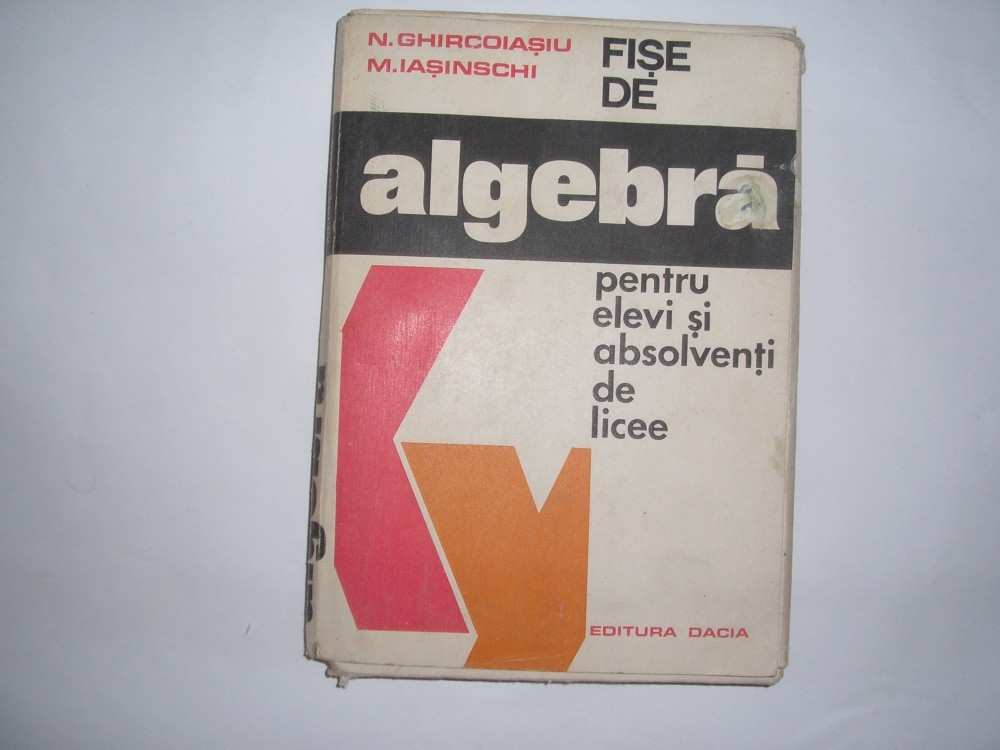 N. GHIRCOIAȘIU
M. IAȘINSCHI
FIȘE
DE
algebră
pentru
elevi și
absolvenți
de
licee
EDITURA DACIA